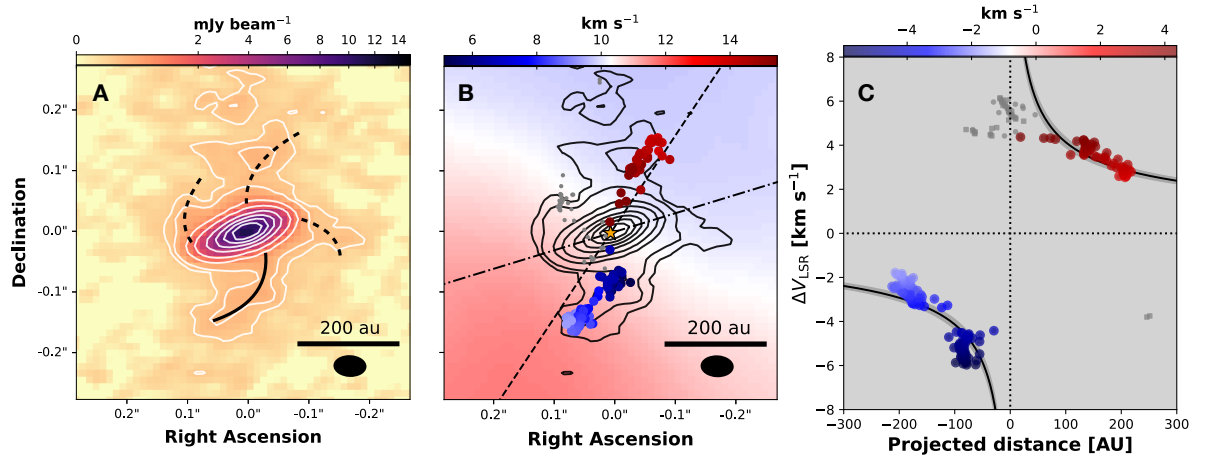 mJy beam⁻¹
0 2 4 6 8 10 12 14
A
0.2"
0.1"
0.0"
-0.1"
-0.2"
Declination
200 au
0.2" 0.1" 0.0" -0.1" -0.2"
Right Ascension
km s⁻¹
6 8 10 12 14
B
200 au
0.2" 0.1" 0.0" -0.1" -0.2"
Right Ascension
km s⁻¹
-4 -2 0 2 4
C
8
6
4
2
0
-2
-4
-6
-8
ΔV_LSR [km s⁻¹]
-300 -200 -100 0 100 200 300
Projected distance [AU]